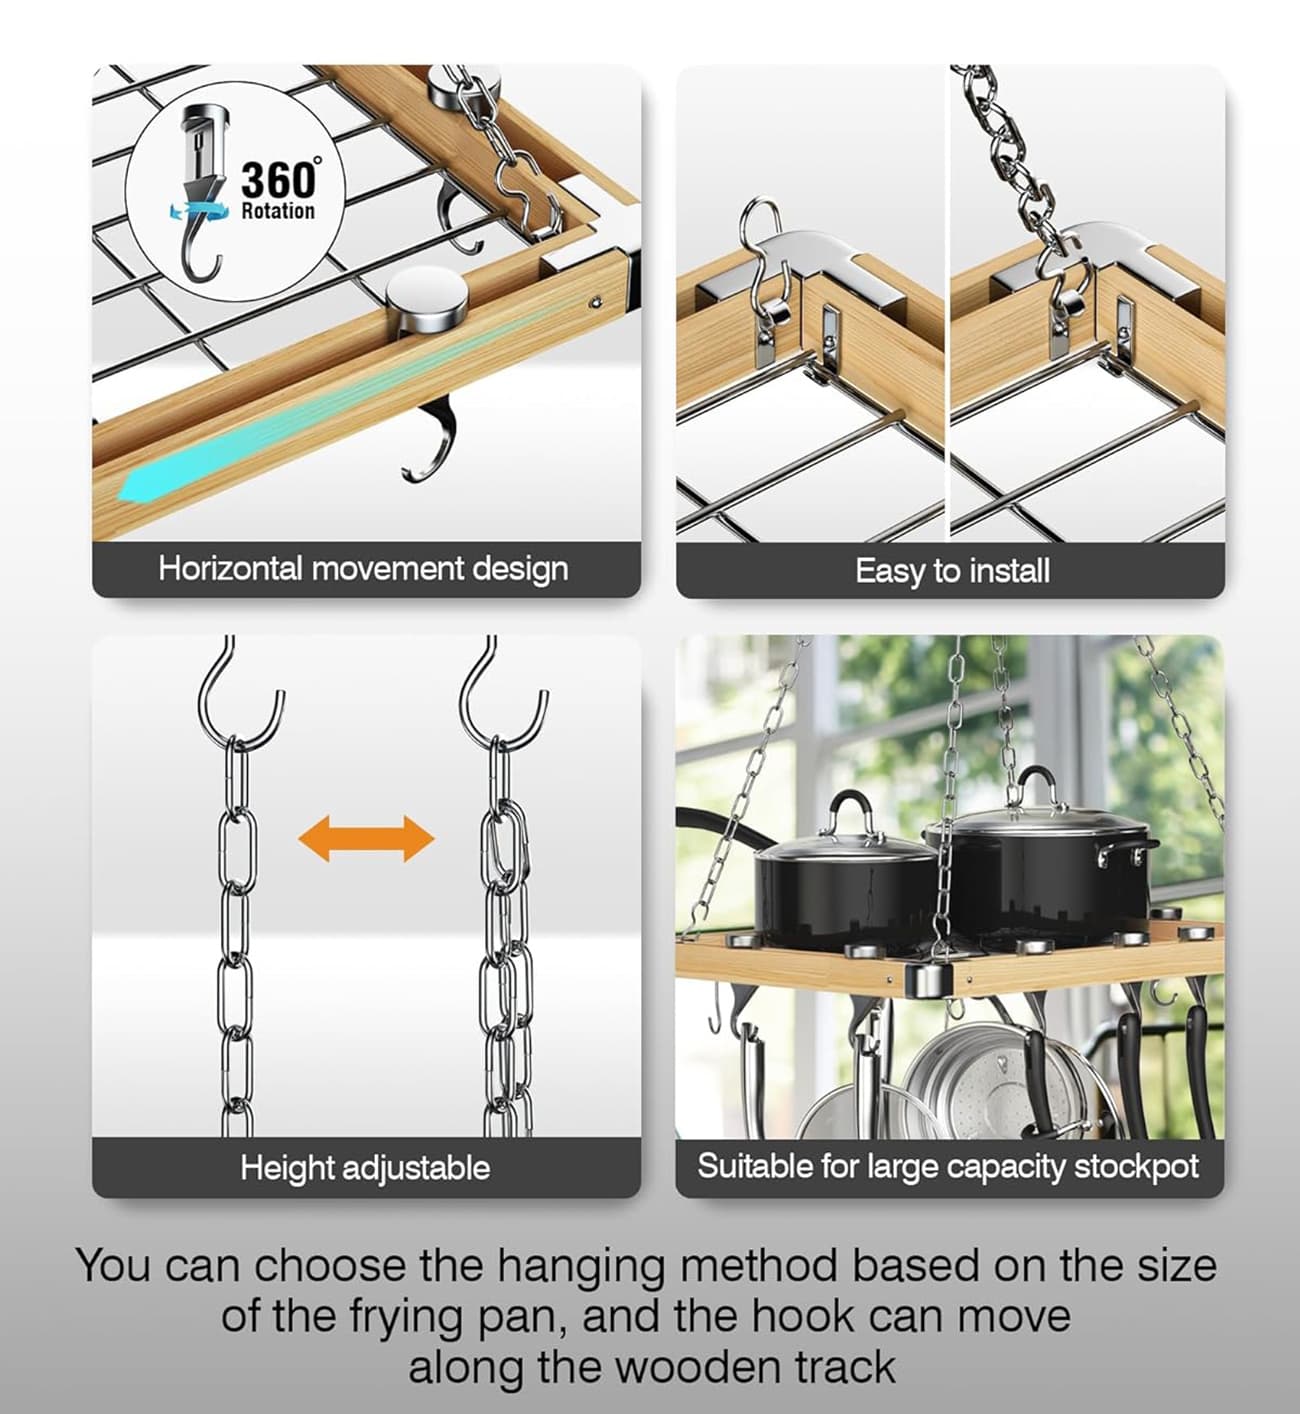 360°
Rotation
Horizontal movement design
Easy to install
Height adjustable
Suitable for large capacity stockpot
You can choose the hanging method based on the size
of the frying pan, and the hook can move
along the wooden track